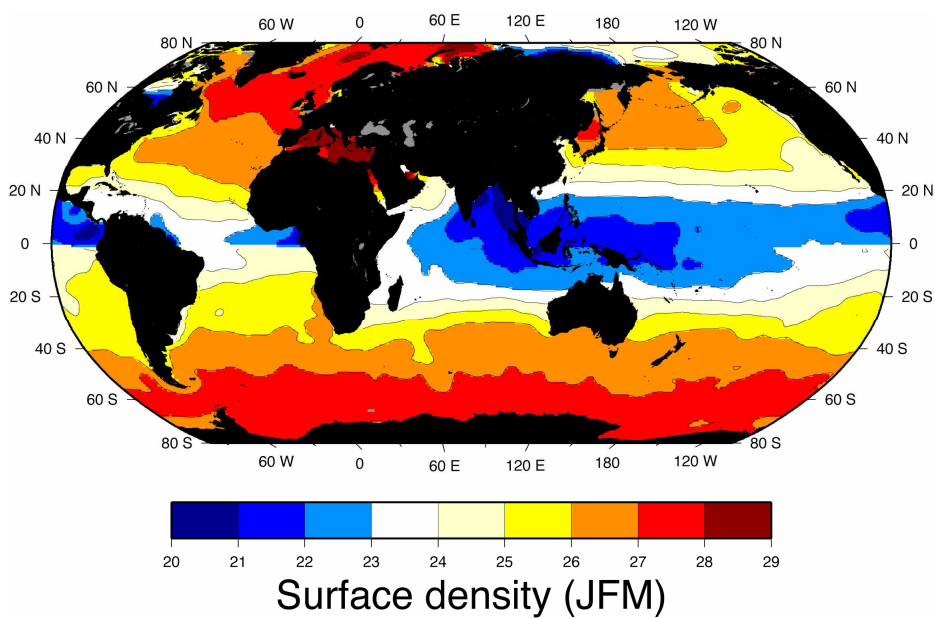 60 W 0 60 E 120 E 180 120 W
80 N 80 N
60 N 60 N
40 N 40 N
20 N 20 N
0 0
20 S 20 S
40 S 40 S
60 S 60 S
80 S 80 S
60 W 0 60 E 120 E 180 120 W
20 21 22 23 24 25 26 27 28 29
Surface density (JFM)